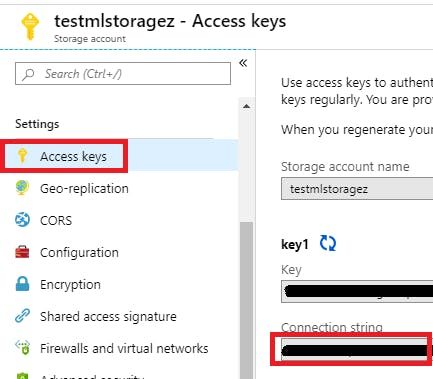 testmlstoragez - Access keys
Storage account
Search (Ctrl+/)
Settings
Access keys
Geo-replication
CORS
Configuration
Encryption
Shared access signature
Firewalls and virtual networks
Advanced security
Use access keys to authent
keys regularly. You are pro
When you regenerate your
Storage account name
testmlstoragez
key1
Key
Connection string